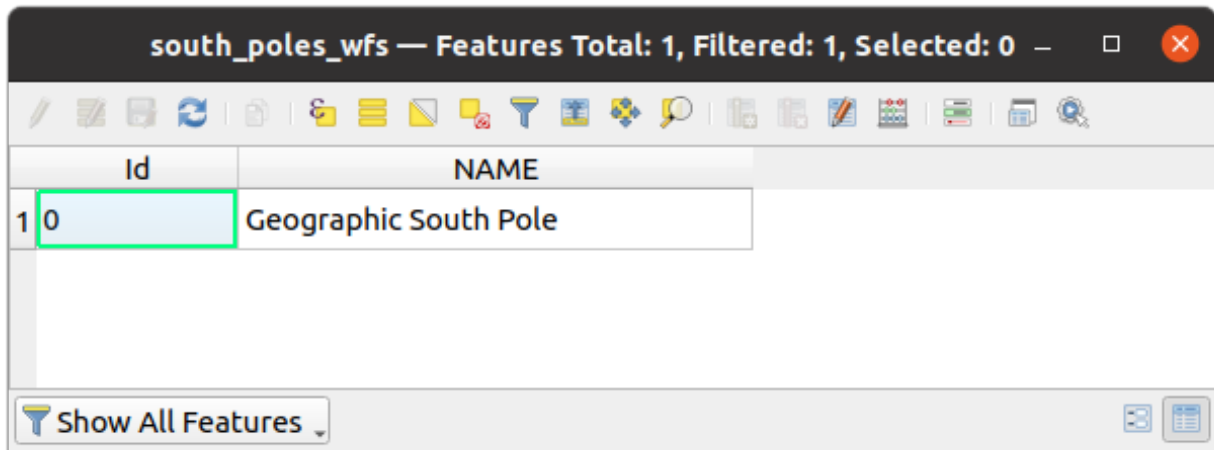 south_poles_wfs — Features Total: 1, Filtered: 1, Selected: 0
Id NAME
1 0 Geographic South Pole
Show All Features